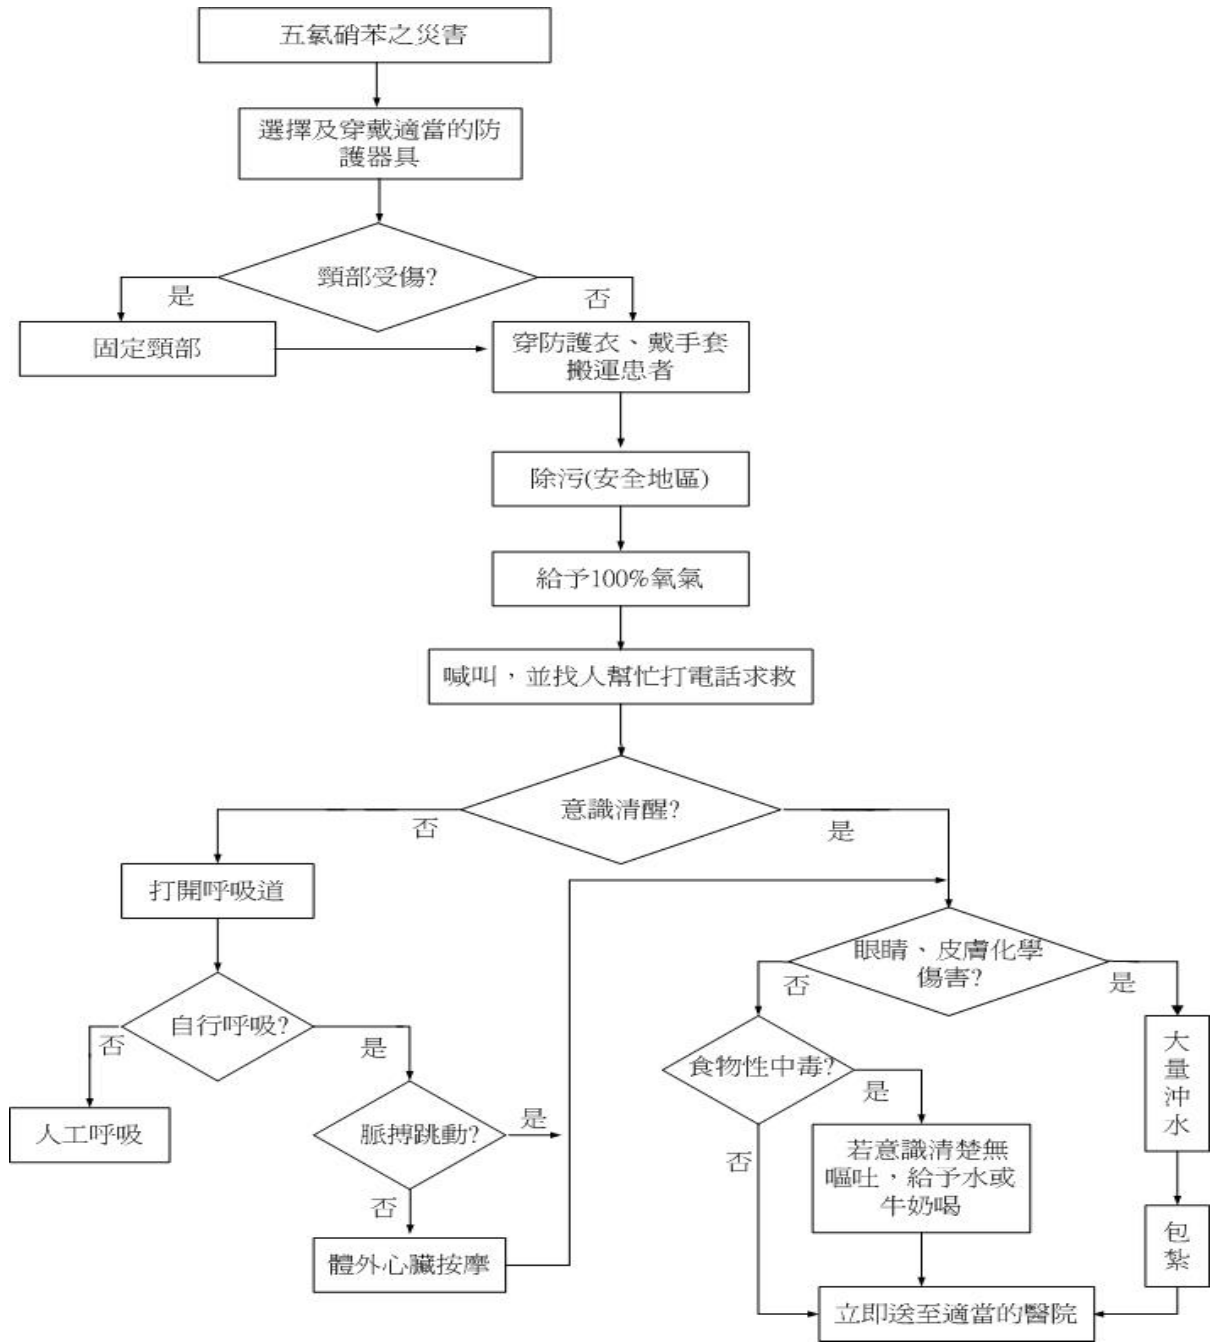 五氯硝苯之災害
選擇及穿戴適當的防
護器具
頸部受傷?
是
否
固定頸部
穿防護衣、戴手套
搬運患者
除污(安全地區)
給予100%氧氣
喊叫，並找人幫忙打電話求救
意識清醒?
否
是
打開呼吸道
眼睛、皮膚化學
傷害?
否
是
自行呼吸?
否
是
食物性中毒?
是
否
大
量
沖
水
人工呼吸
脈搏跳動?
是
否
若意識清楚無
嘔吐，給予水或
牛奶喝
包
紮
體外心臟按摩
立即送至適當的醫院